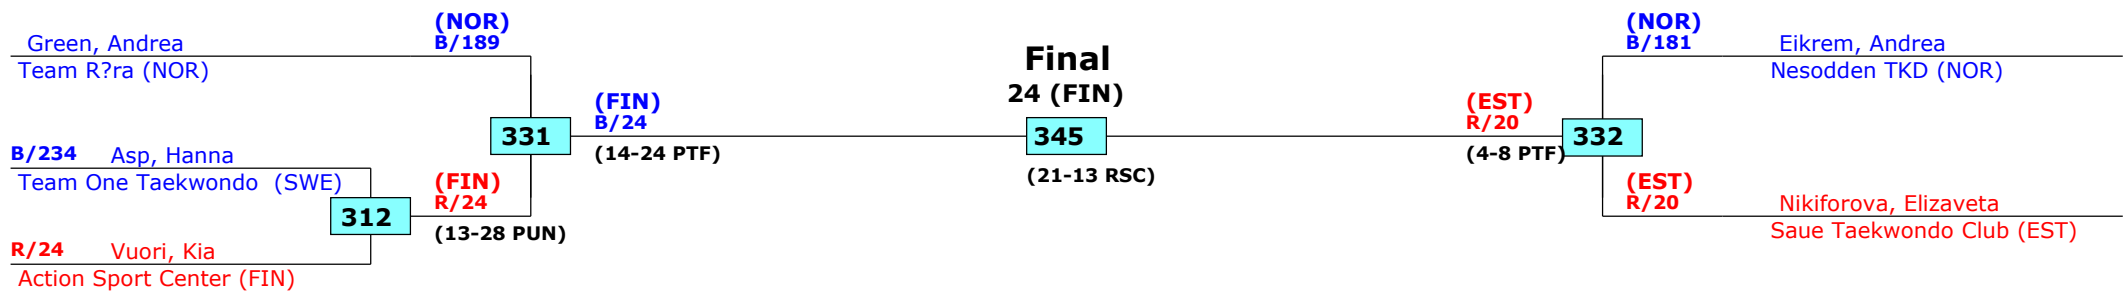 (NOR)
B/189
Green, Andrea
Team R?ra (NOR)
B/234
Asp, Hanna
Team One Taekwondo (SWE)
R/24
Vuori, Kia
Action Sport Center (FIN)
312
(FIN)
R/24
(13-28 PUN)
331
(FIN)
B/24
(14-24 PTF)
Final
24 (FIN)
345
(21-13 RSC)
(EST)
R/20
(4-8 PTF)
332
(NOR)
B/181
Eikrem, Andrea
Nesodden TKD (NOR)
(EST)
R/20
Nikiforova, Elizaveta
Saue Taekwondo Club (EST)